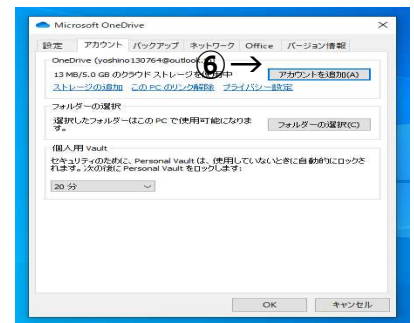 Microsoft OneDrive
設定 アカウント バックアップ ネットワーク Office バージョン情報
OneDrive (yoshino130764@outlook
⑥→
13 MB/5.0 GB のクラウド ストレージを使用中
アカウントを追加(A)
ストレージの追加 この PC のリンク解除 プライバシー設定
フォルダーの選択
選択したフォルダーはこの PC で使用可能になりま
す。
フォルダーの選択(C)
個人用 Vault
セキュリティのために、Personal Vault は、使用していないときに自動的にロックさ
れます。次の後に Personal Vault をロックします:
20 分
OK キャンセル